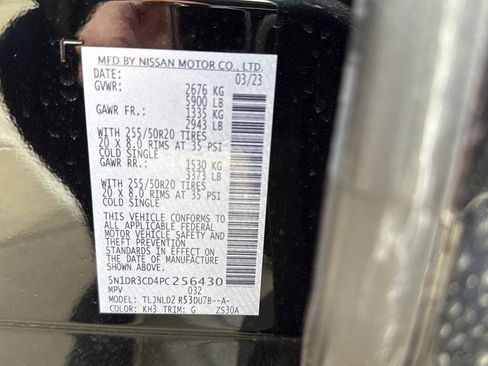 MFD BY NISSAN MOTOR CO., LTD.
DATE: 03/23
GVWR: 2676 KG
5900 LB
GAWR FR.: 1335 KG
2943 LB
WITH 255/50R20 TIRES
20 X 8.0 RIMS AT 35 PSI
COLD SINGLE
GAWR RR.: 1530 KG
3373 LB
WITH 255/50R20 TIRES
20 X 8.0 RIMS AT 35 PSI
COLD SINGLE
THIS VEHICLE CONFORMS TO
ALL APPLICABLE FEDERAL
MOTOR VEHICLE SAFETY AND
THEFT PREVENTION
STANDARDS IN EFFECT ON
THE DATE OF MANUFACTURE
SHOWN ABOVE.
5N1DR3CD4PC256430
MPV 032
MODEL: TLJNLDZ R53DU7B--A-
COLOR: KH3 TRIM: G ZS30A